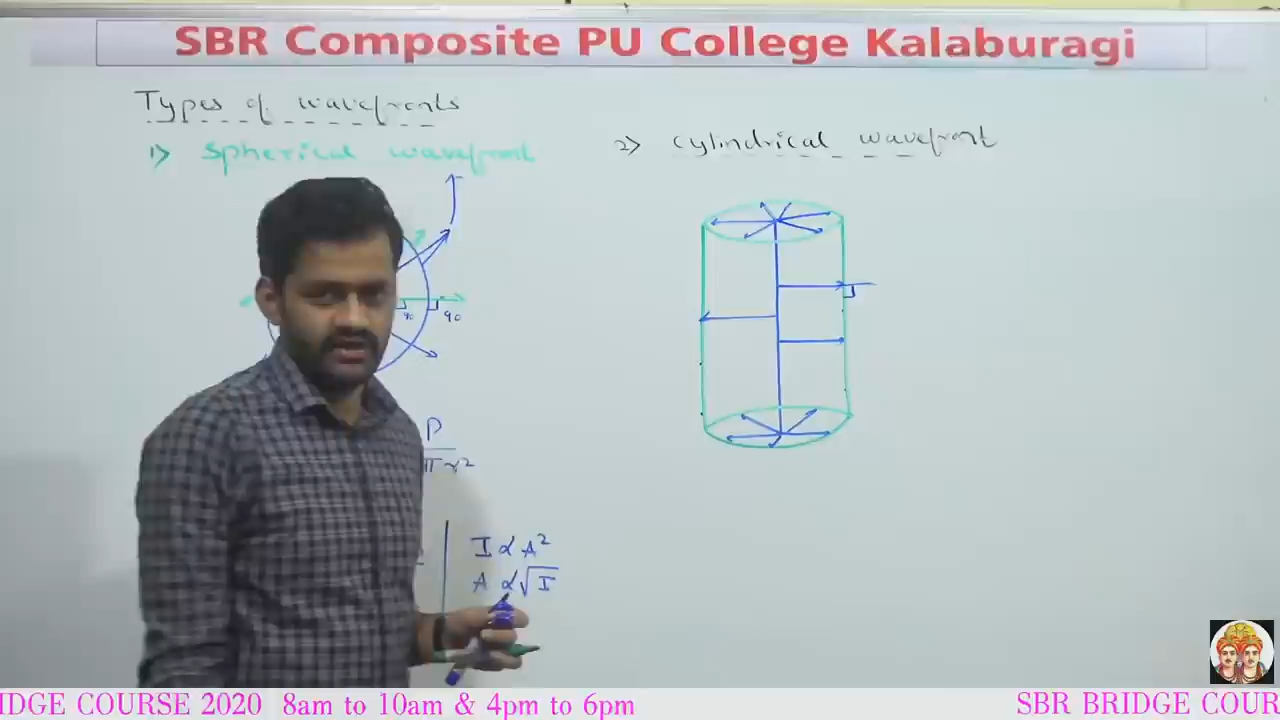 SBR Composite PU College Kalaburagi
Types of wavefronts
1) Spherical wavefront
2) Cylindrical wavefront
90 90
P
π r²
I ∝ A²
A ∝ √I
IDGE COURSE 2020 8am to 10am & 4pm to 6pm SBR BRIDGE COUR